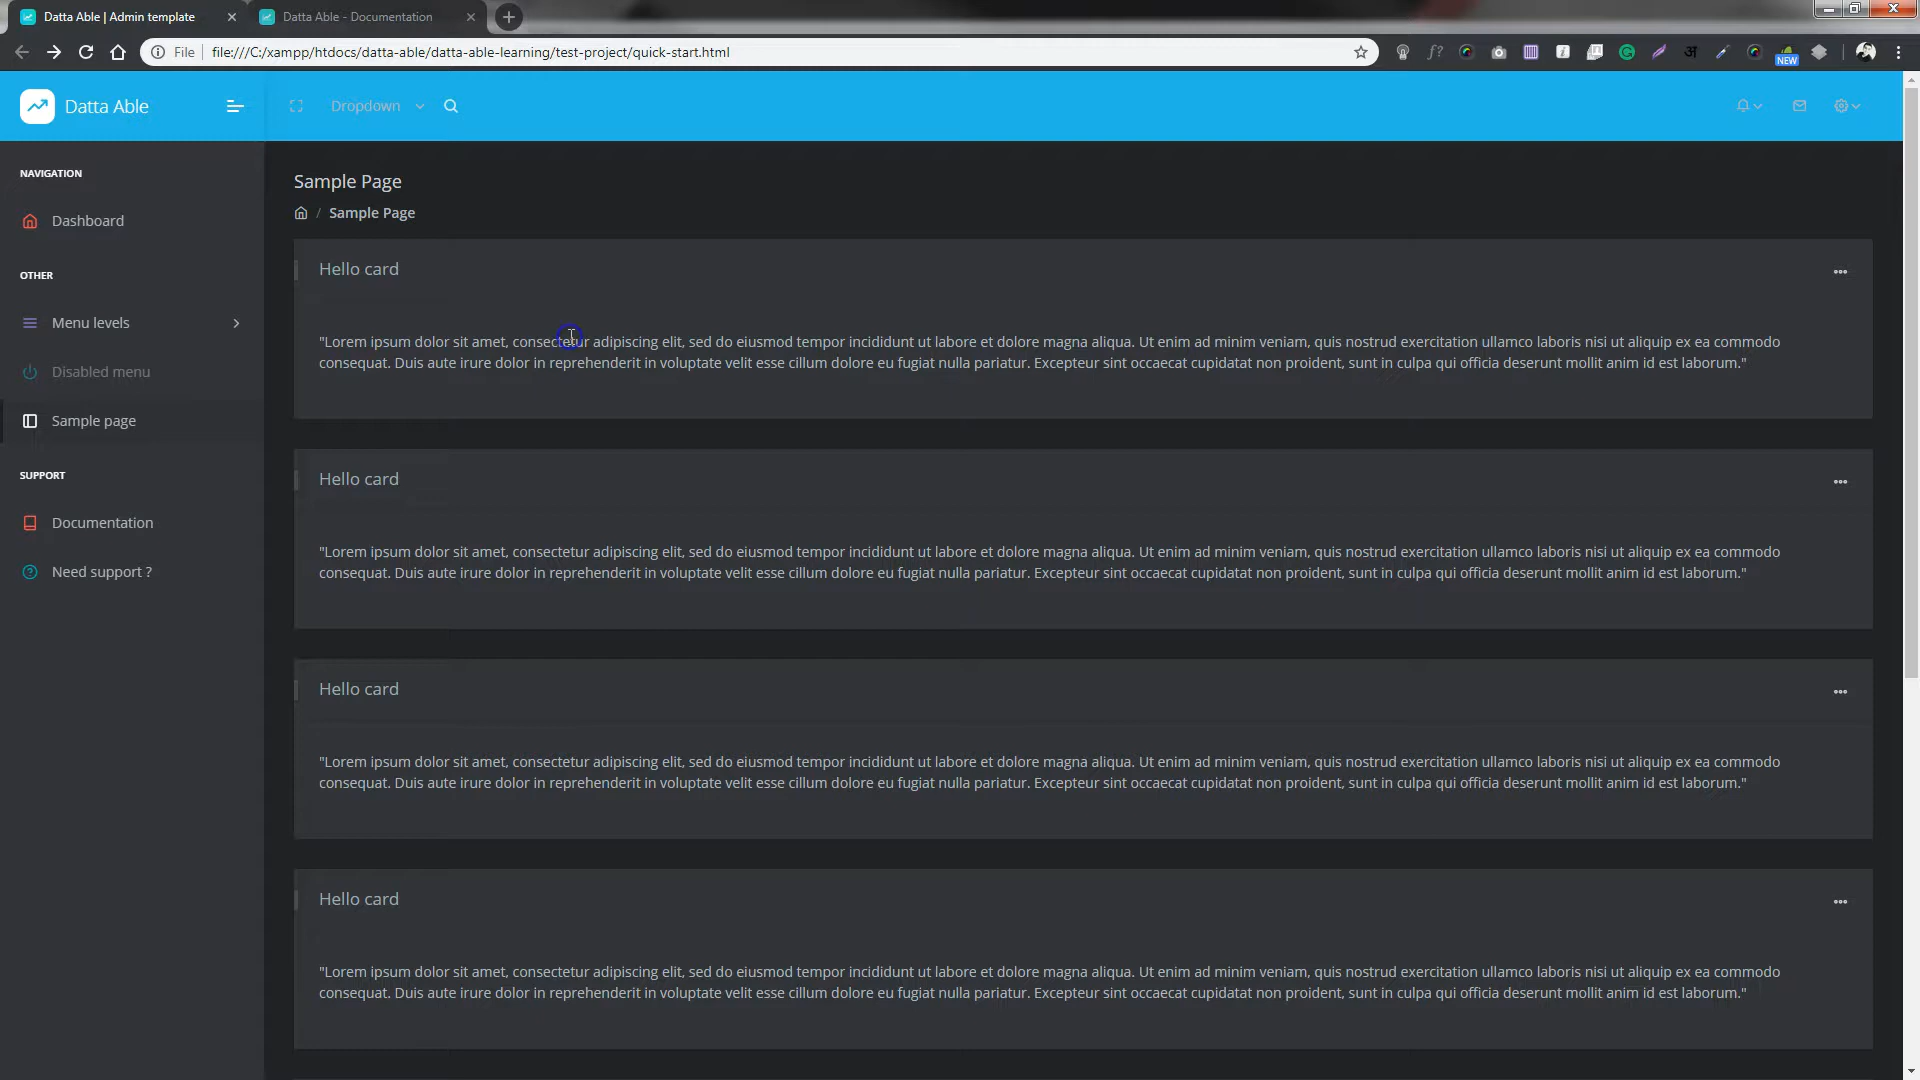 Datta Able | Admin template
Datta Able - Documentation
File
file:///C:/xampp/htdocs/datta-able/datta-able-learning/test-project/quick-start.html
f?
अ
NEW
Datta Able
Dropdown
NAVIGATION
Dashboard
OTHER
Menu levels
Disabled menu
Sample page
SUPPORT
Documentation
Need support ?
Sample Page
/ Sample Page
Hello card
"Lorem ipsum dolor sit amet, consectetur adipiscing elit, sed do eiusmod tempor incididunt ut labore et dolore magna aliqua. Ut enim ad minim veniam, quis nostrud exercitation ullamco laboris nisi ut aliquip ex ea commodo
consequat. Duis aute irure dolor in reprehenderit in voluptate velit esse cillum dolore eu fugiat nulla pariatur. Excepteur sint occaecat cupidatat non proident, sunt in culpa qui officia deserunt mollit anim id est laborum."
Hello card
"Lorem ipsum dolor sit amet, consectetur adipiscing elit, sed do eiusmod tempor incididunt ut labore et dolore magna aliqua. Ut enim ad minim veniam, quis nostrud exercitation ullamco laboris nisi ut aliquip ex ea commodo
consequat. Duis aute irure dolor in reprehenderit in voluptate velit esse cillum dolore eu fugiat nulla pariatur. Excepteur sint occaecat cupidatat non proident, sunt in culpa qui officia deserunt mollit anim id est laborum."
Hello card
"Lorem ipsum dolor sit amet, consectetur adipiscing elit, sed do eiusmod tempor incididunt ut labore et dolore magna aliqua. Ut enim ad minim veniam, quis nostrud exercitation ullamco laboris nisi ut aliquip ex ea commodo
consequat. Duis aute irure dolor in reprehenderit in voluptate velit esse cillum dolore eu fugiat nulla pariatur. Excepteur sint occaecat cupidatat non proident, sunt in culpa qui officia deserunt mollit anim id est laborum."
Hello card
"Lorem ipsum dolor sit amet, consectetur adipiscing elit, sed do eiusmod tempor incididunt ut labore et dolore magna aliqua. Ut enim ad minim veniam, quis nostrud exercitation ullamco laboris nisi ut aliquip ex ea commodo
consequat. Duis aute irure dolor in reprehenderit in voluptate velit esse cillum dolore eu fugiat nulla pariatur. Excepteur sint occaecat cupidatat non proident, sunt in culpa qui officia deserunt mollit anim id est laborum."